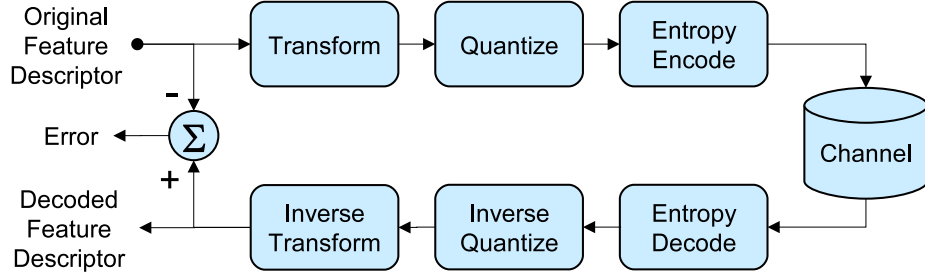 Original
Feature
Descriptor
Transform
Quantize
Entropy
Encode
-
Error
Σ
Channel
+
Decoded
Feature
Descriptor
Inverse
Transform
Inverse
Quantize
Entropy
Decode